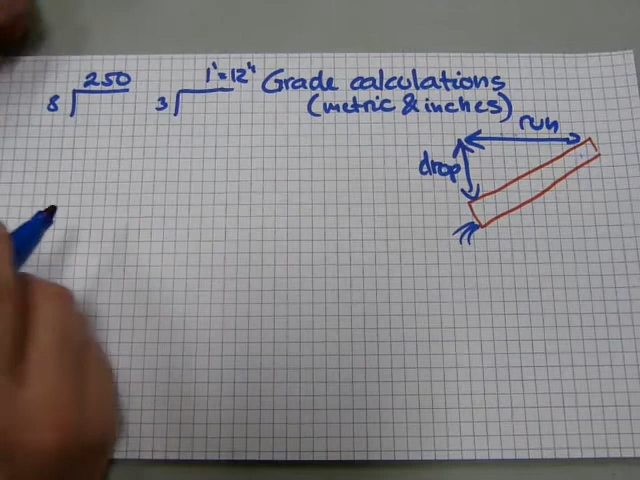 250
8
1' = 12"
3
Grade calculations
(metric & inches)
run
drop